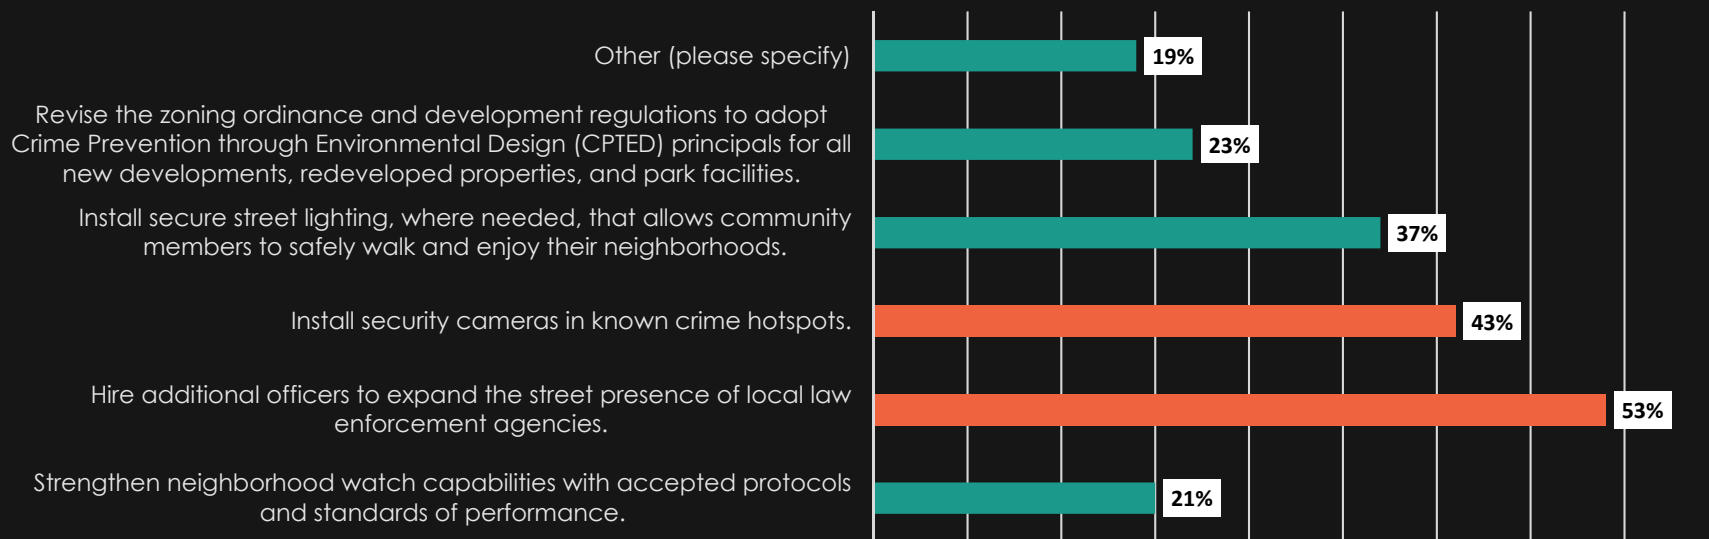 Other (please specify)
19%
Revise the zoning ordinance and development regulations to adopt
Crime Prevention through Environmental Design (CPTED) principals for all
new developments, redeveloped properties, and park facilities.
23%
Install secure street lighting, where needed, that allows community
members to safely walk and enjoy their neighborhoods.
37%
Install security cameras in known crime hotspots.
43%
Hire additional officers to expand the street presence of local law
enforcement agencies.
53%
Strengthen neighborhood watch capabilities with accepted protocols
and standards of performance.
21%